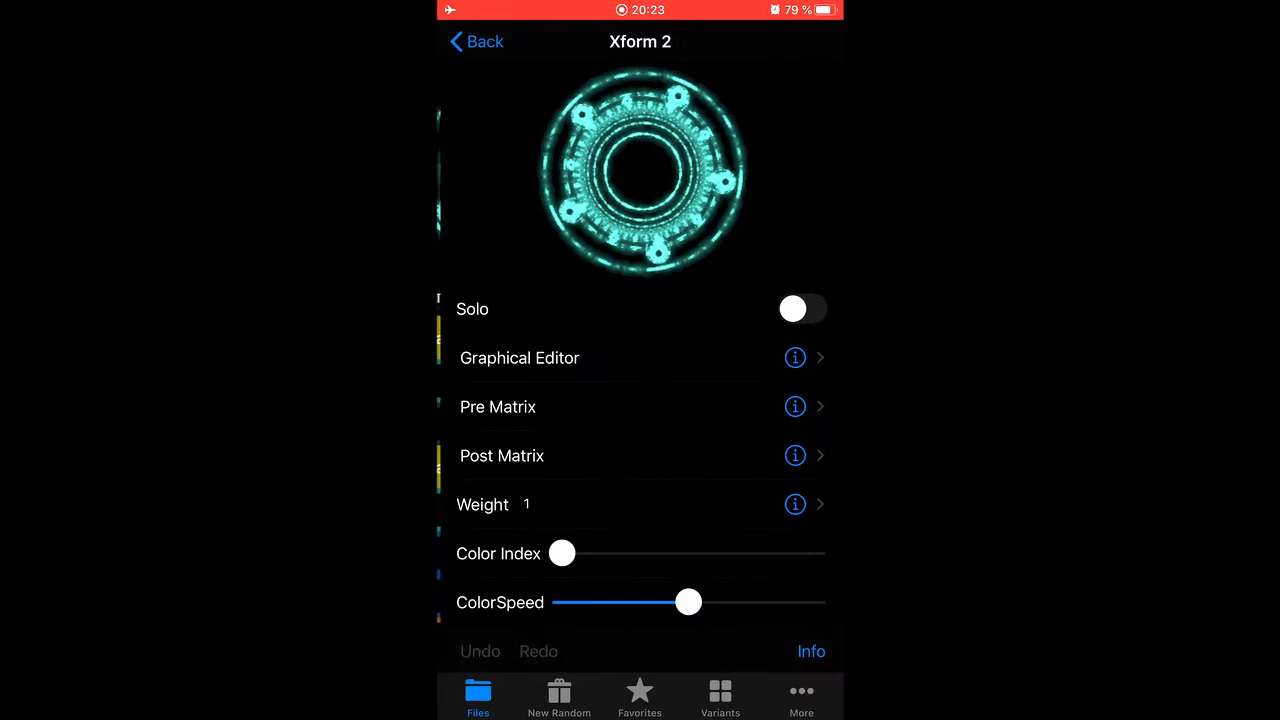 20:23 79 %
Back Xform 2
Solo
Graphical Editor
Pre Matrix
Post Matrix
Weight 1
Color Index
ColorSpeed
Undo Redo Info
Files New Random Favorites Variants More